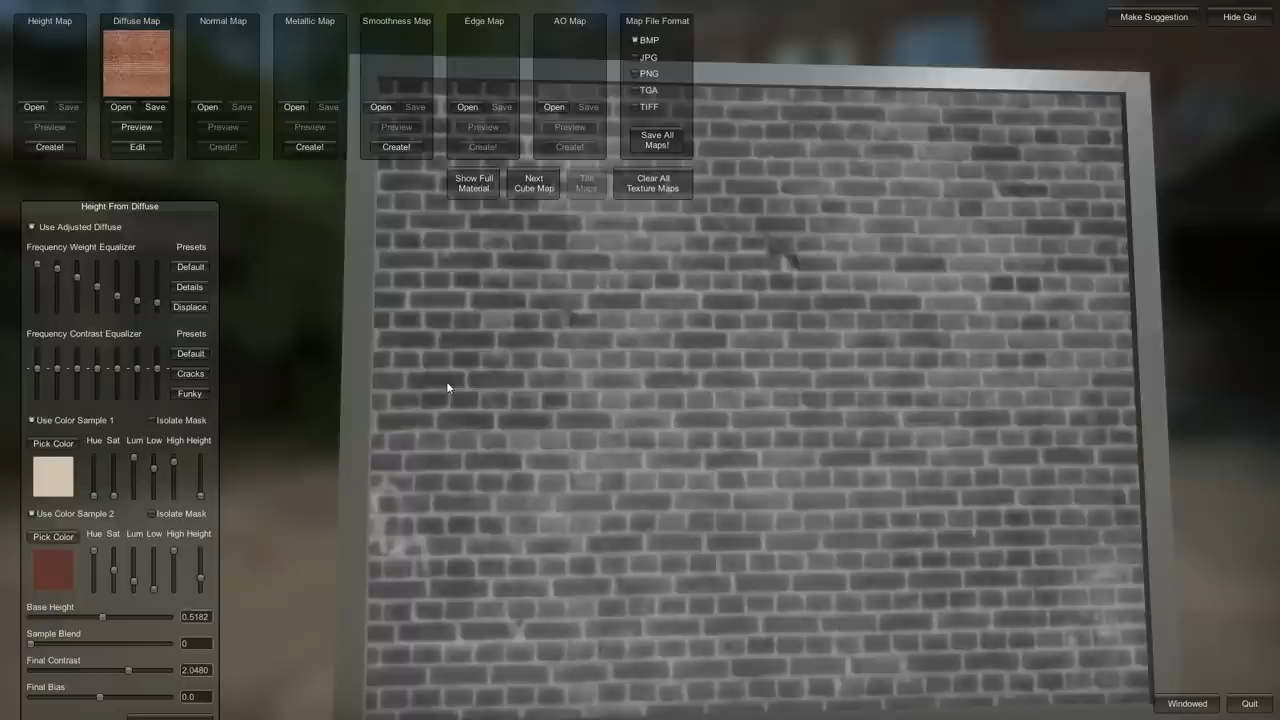 Height Map
Diffuse Map
Normal Map
Metallic Map
Smoothness Map
Edge Map
AO Map
Map File Format
Make Suggestion
Hide Gui
BMP
JPG
PNG
TGA
TIFF
Open Save
Open Save
Open Save
Open Save
Open Save
Open Save
Open Save
Preview
Preview
Preview
Preview
Preview
Preview
Preview
Save All
Maps!
Create!
Edit
Create!
Create!
Create!
Create!
Create!
Show Full
Material
Next
Cube Map
Tile
Maps
Clear All
Texture Maps
Height From Diffuse
Use Adjusted Diffuse
Frequency Weight Equalizer Presets
Default
Details
Displace
Frequency Contrast Equalizer Presets
Default
Cracks
Funky
Use Color Sample 1 Isolate Mask
Pick Color Hue Sat Lum Low High Height
Use Color Sample 2 Isolate Mask
Pick Color Hue Sat Lum Low High Height
Base Height
0.5182
Sample Blend
0
Final Contrast
2.0480
Final Bias
0.0
Windowed
Quit